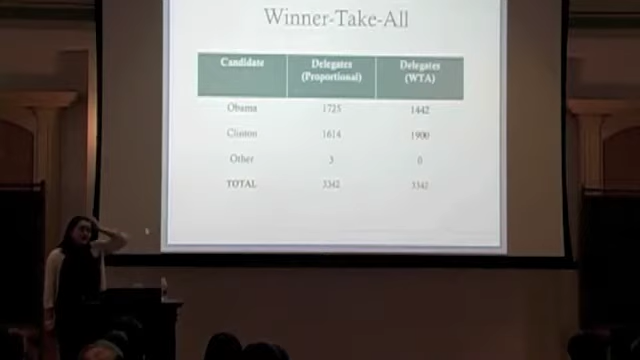 Winner-Take-All
Candidate Delegates (Proportional) Delegates (WTA)
Obama 1725 1442
Clinton 1614 1900
Other 3 0
TOTAL 3342 3342